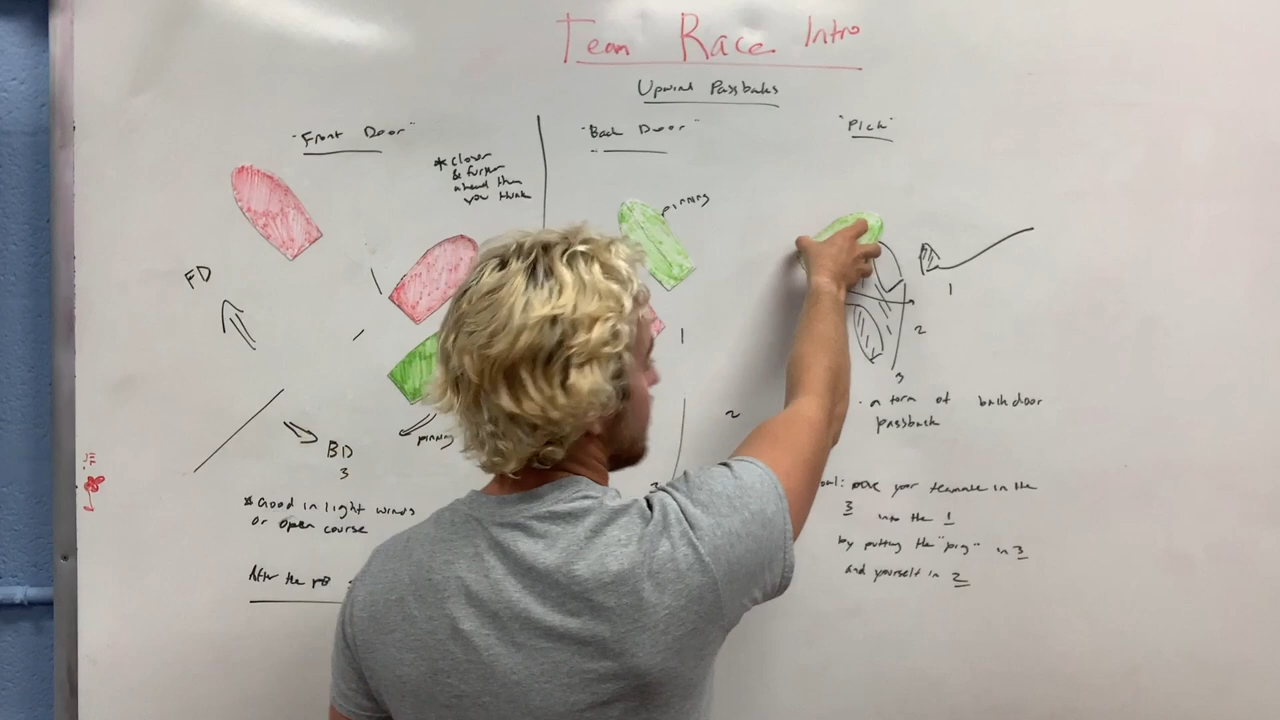 Team Race Intro
Upwind Passbacks
"Front Door"
* closer
& further
ahead than
you think
FD
BD
3
pinning
* Good in light winds
or open course
After the pB
"Back Door"
pinning
1
2
3
"Pick"
1
2
3
. a form of backdoor
passback
your teammate in the
3 into the 1
by putting the "pig" in 3
and yourself in 2